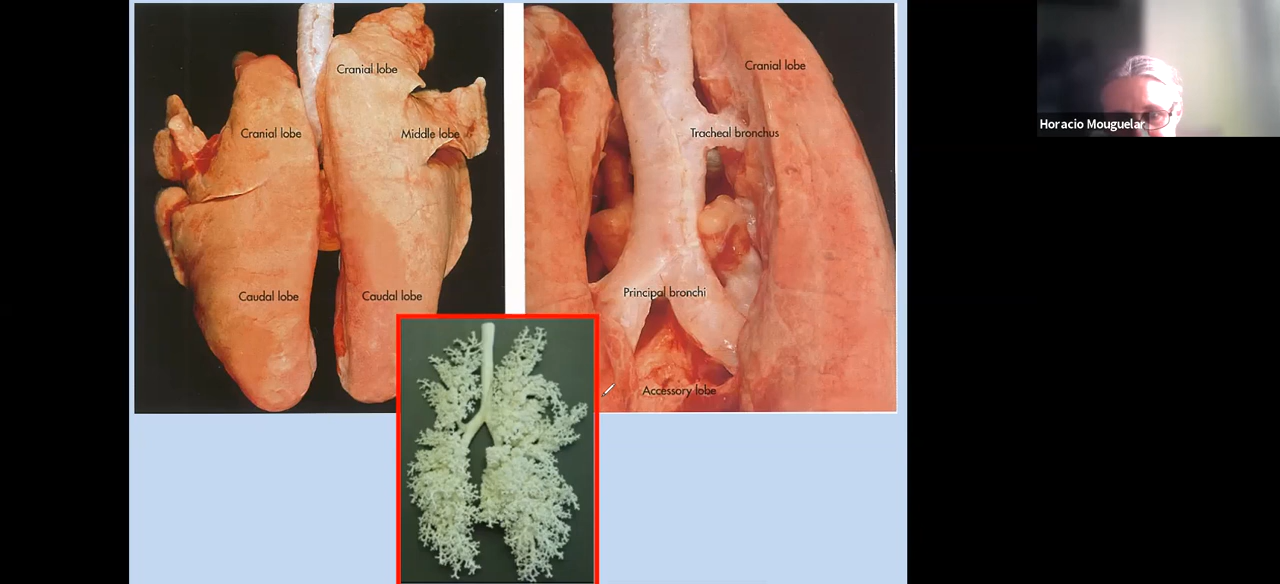 Cranial lobe
Cranial lobe
Middle lobe
Caudal lobe
Caudal lobe
Cranial lobe
Tracheal bronchus
Principal bronchi
Accessory lobe
Horacio Mouguelar